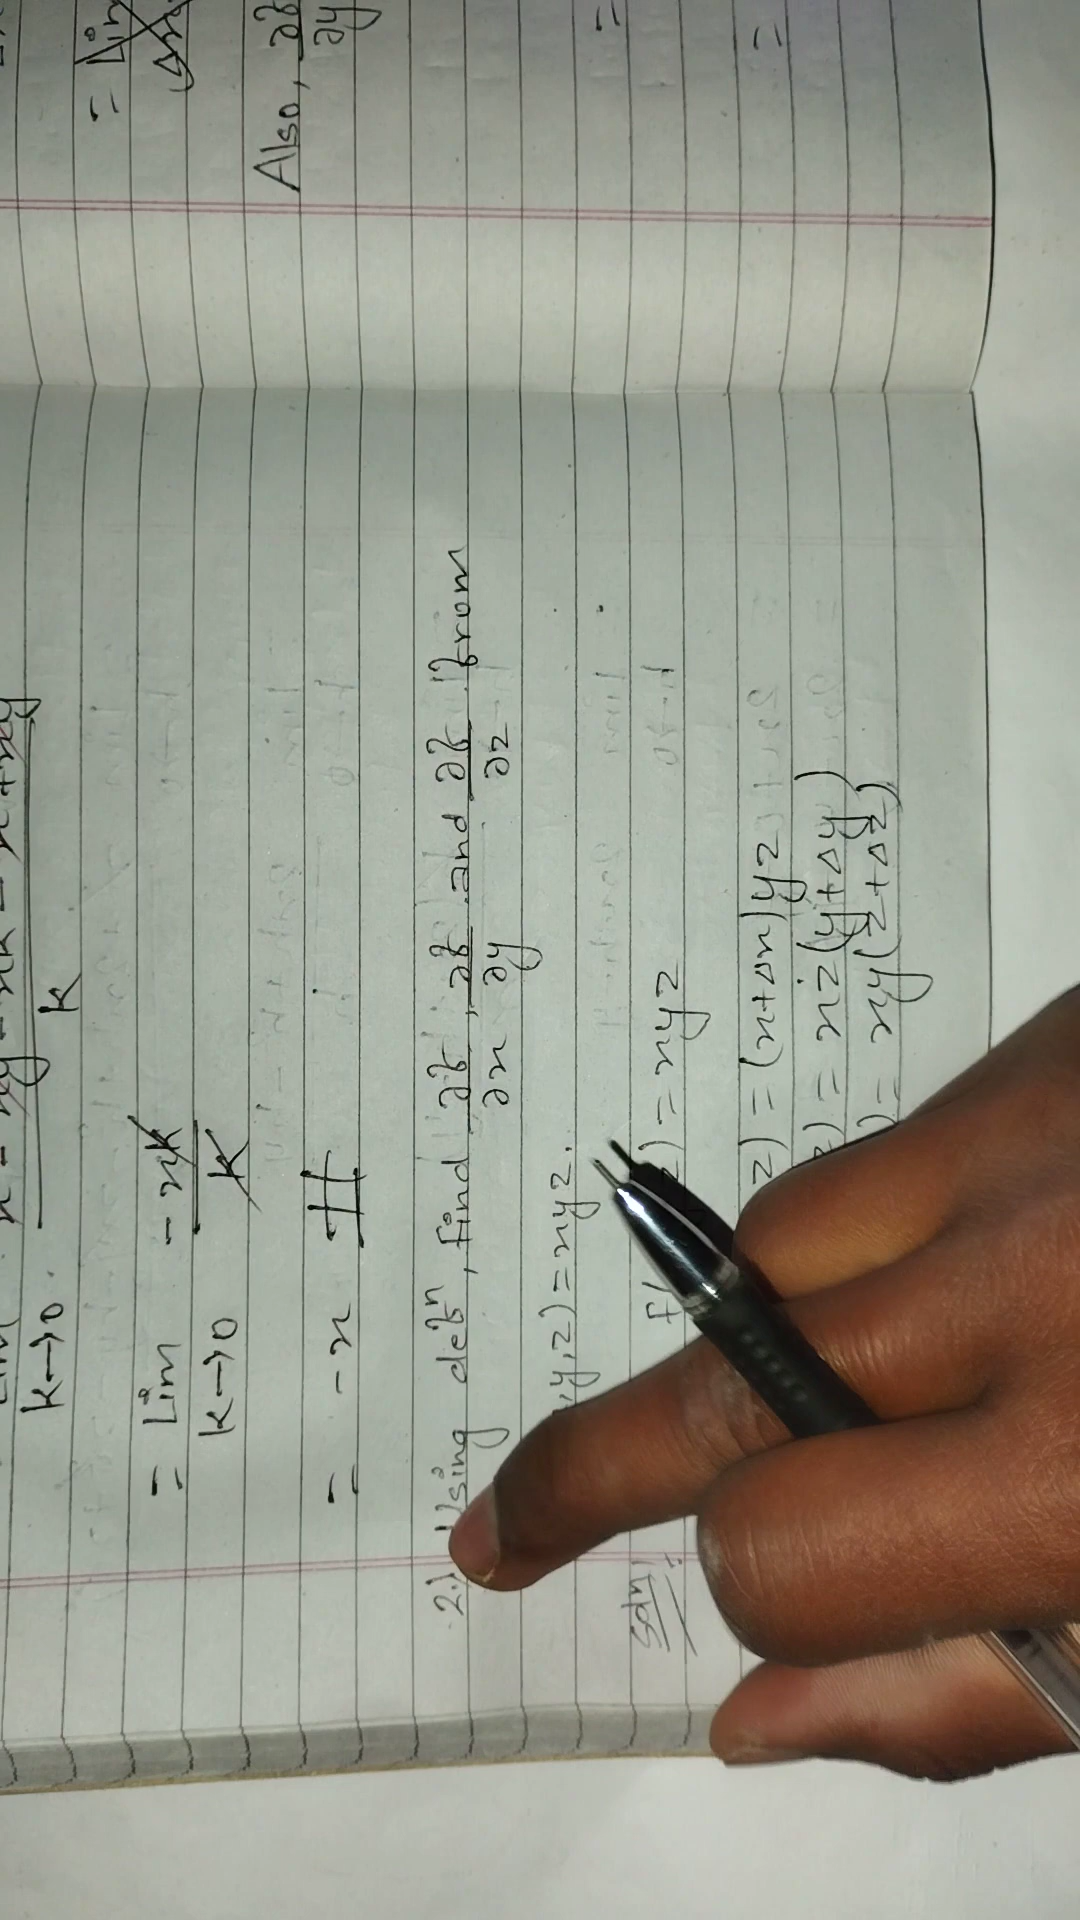 K→0 K
= Lim -xk
K→0 K
= -x
2.) Using defn, find ∂f/∂x, ∂f/∂y and ∂f/∂z from
,y,z) = xyz.
Soln: f( z) = xyz
z) = (x+Δx)yz
z) = xz(y+Δy)
) = xy(z+Δz)
= Lim
Also, ∂f
∂y
=
=